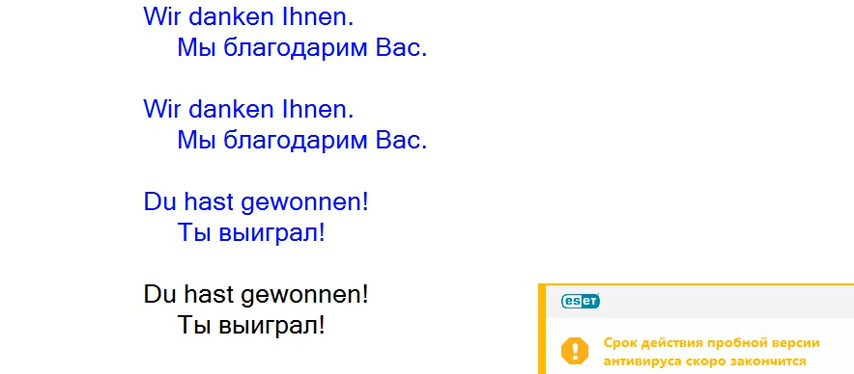 Wir danken Ihnen.
Мы благодарим Вас.
Wir danken Ihnen.
Мы благодарим Вас.
Du hast gewonnen!
Ты выиграл!
Du hast gewonnen!
Ты выиграл!
eseт
Срок действия пробной версии
антивируса скоро закончится